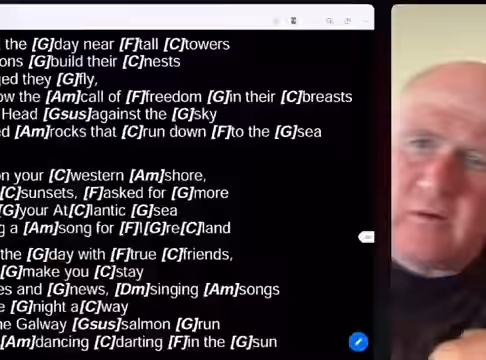 the [G]day near [F]tall [C]towers
ons [G]build their [C]nests
ged they [G]fly,
ow the [Am]call of [F]freedom [G]in their [C]breasts
Head [Gsus]against the [G]sky
ed [Am]rocks that [C]run down [F]to the [G]sea
on your [C]western [Am]shore,
[C]sunsets, [F]asked for [G]more
[G]your At[C]lantic [G]sea
g a [Am]song for [F]I[G]re[C]land
the [G]day with [F]true [C]friends,
[G]make you [C]stay
es and [G]news, [Dm]singing [Am]songs
e [G]night a[C]way
he Galway [Gsus]salmon [G]run
[Am]dancing [C]darting [F]in the [G]sun